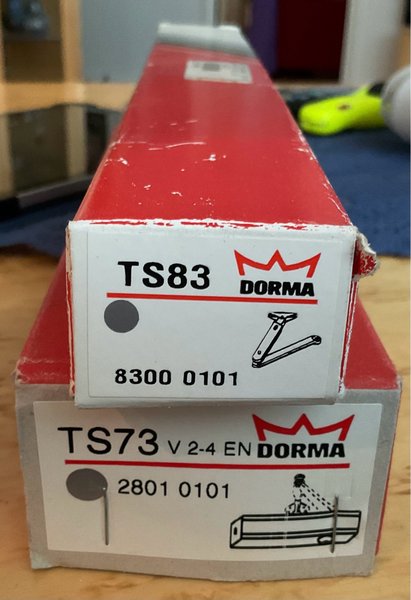 TS83 DORMA
8300 0101
TS73 V 2-4 EN DORMA
2801 0101